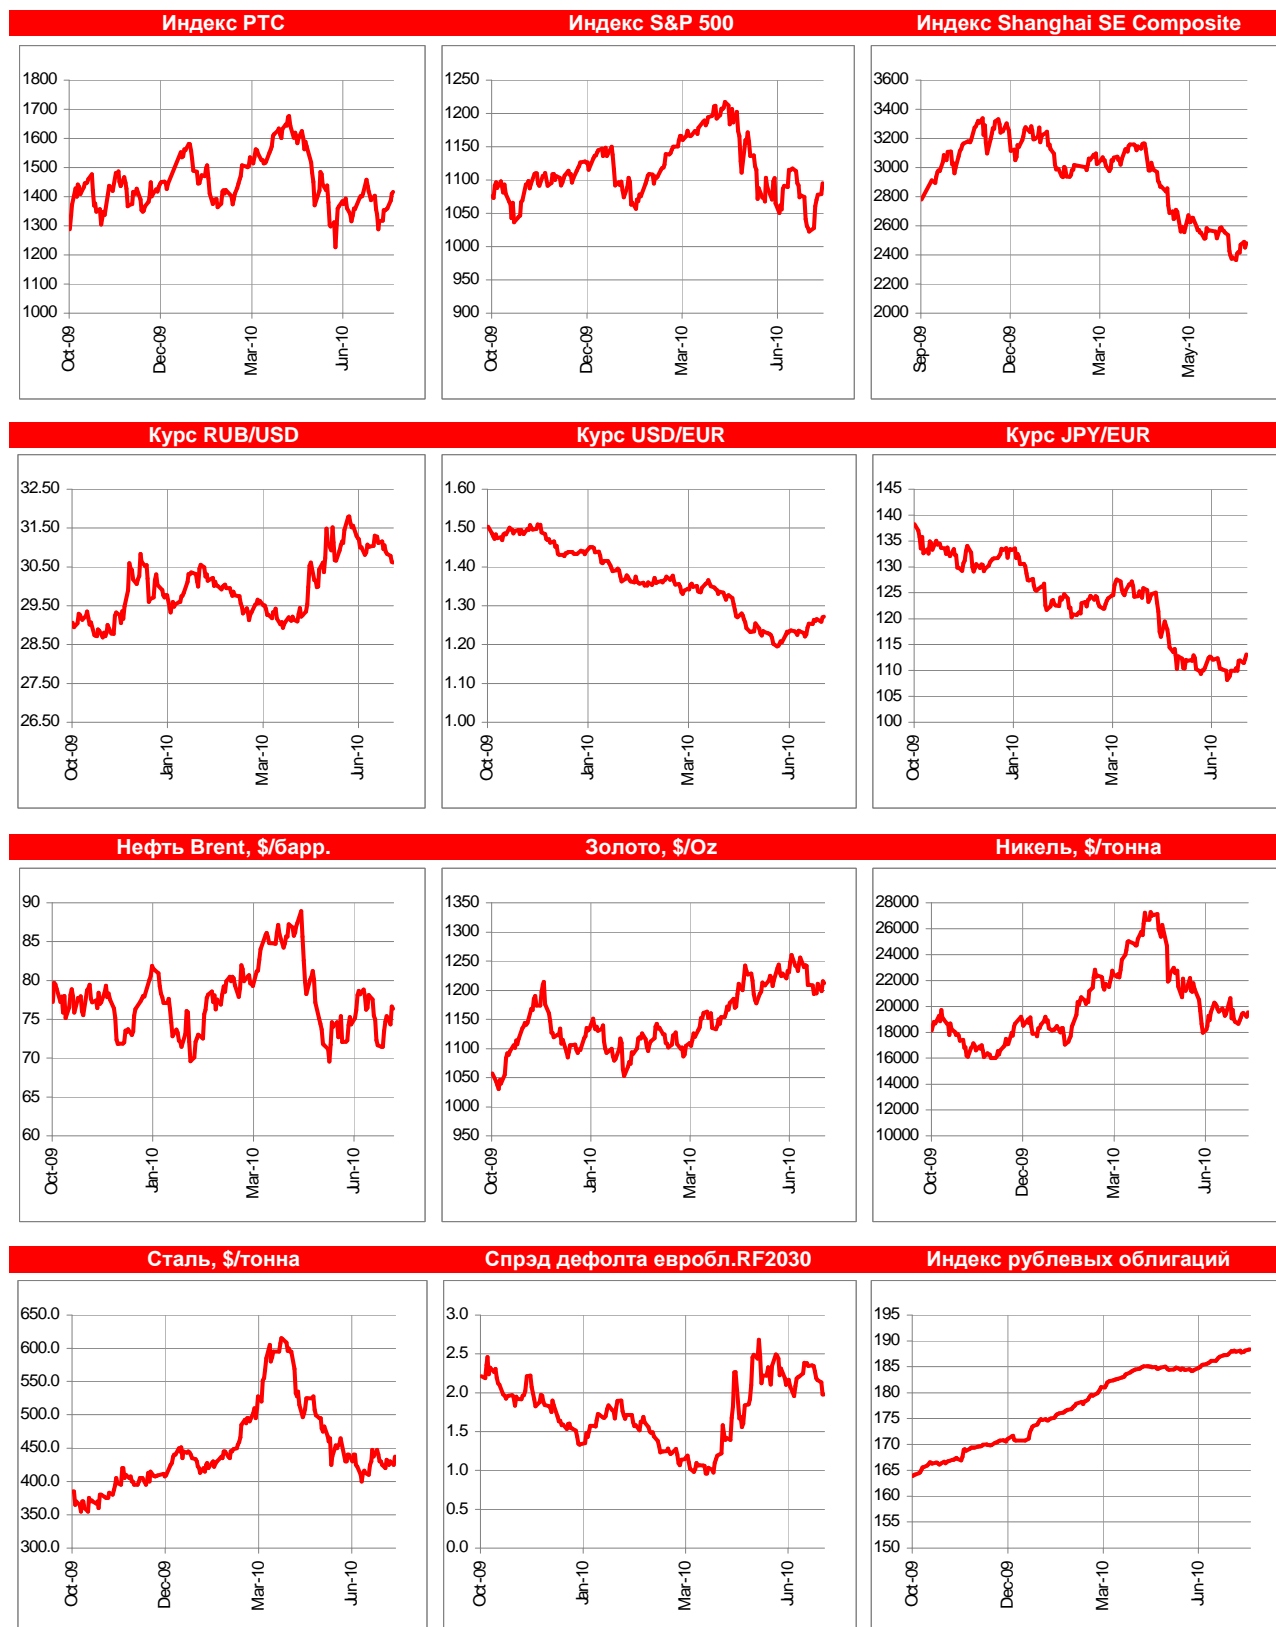 Индекс РТС
1800
1700
1600
1500
1400
1300
1200
1100
1000
Oct-09
Dec-09
Mar-10
Jun-10
Индекс S&P 500
1250
1200
1150
1100
1050
1000
950
900
Oct-09
Dec-09
Mar-10
Jun-10
Индекс Shanghai SE Composite
3600
3400
3200
3000
2800
2600
2400
2200
2000
Sep-09
Dec-09
Mar-10
May-10
Курс RUB/USD
32.50
31.50
30.50
29.50
28.50
27.50
26.50
Oct-09
Jan-10
Mar-10
Jun-10
Курс USD/EUR
1.60
1.50
1.40
1.30
1.20
1.10
1.00
Oct-09
Jan-10
Mar-10
Jun-10
Курс JPY/EUR
145
140
135
130
125
120
115
110
105
100
Oct-09
Jan-10
Mar-10
Jun-10
Нефть Brent, $/барр.
90
85
80
75
70
65
60
Oct-09
Jan-10
Mar-10
Jun-10
Золото, $/Oz
1350
1300
1250
1200
1150
1100
1050
1000
950
Oct-09
Jan-10
Mar-10
Jun-10
Никель, $/тонна
28000
26000
24000
22000
20000
18000
16000
14000
12000
10000
Oct-09
Dec-09
Mar-10
Jun-10
Сталь, $/тонна
650.0
600.0
550.0
500.0
450.0
400.0
350.0
300.0
Oct-09
Dec-09
Mar-10
Jun-10
Спрэд дефолта евробл.RF2030
3.0
2.5
2.0
1.5
1.0
0.5
0.0
Oct-09
Jan-10
Mar-10
Jun-10
Индекс рублевых облигаций
195
190
185
180
175
170
165
160
155
150
Oct-09
Dec-09
Mar-10
Jun-10